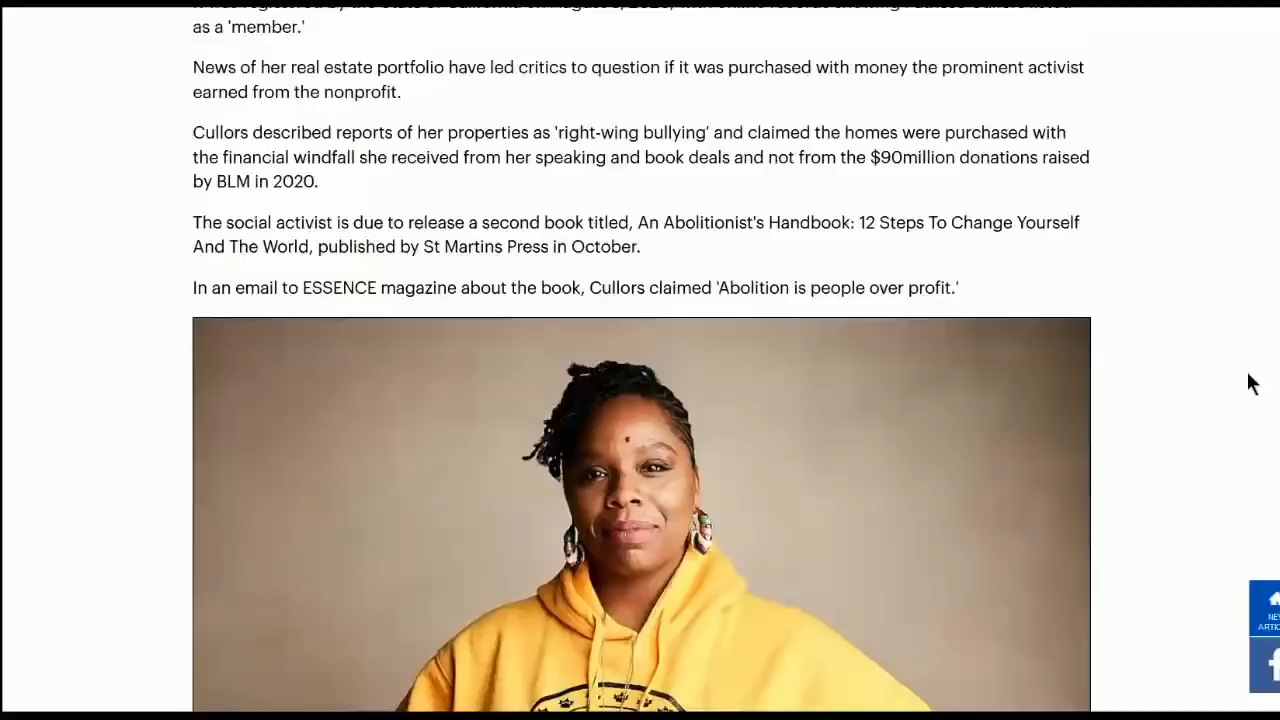 as a 'member.'
News of her real estate portfolio have led critics to question if it was purchased with money the prominent activist
earned from the nonprofit.
Cullors described reports of her properties as 'right-wing bullying' and claimed the homes were purchased with
the financial windfall she received from her speaking and book deals and not from the $90million donations raised
by BLM in 2020.
The social activist is due to release a second book titled, An Abolitionist's Handbook: 12 Steps To Change Yourself
And The World, published by St Martins Press in October.
In an email to ESSENCE magazine about the book, Cullors claimed 'Abolition is people over profit.'